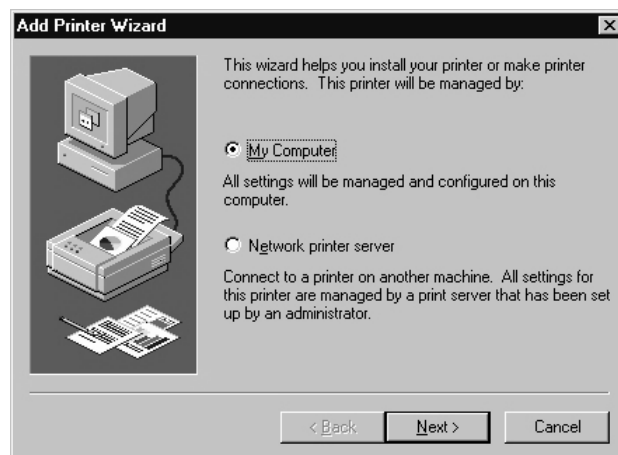 Add Printer Wizard
This wizard helps you install your printer or make printer
connections. This printer will be managed by:
My Computer
All settings will be managed and configured on this
computer.
Network printer server
Connect to a printer on another machine. All settings for
this printer are managed by a print server that has been set
up by an administrator.
< Back
Next >
Cancel